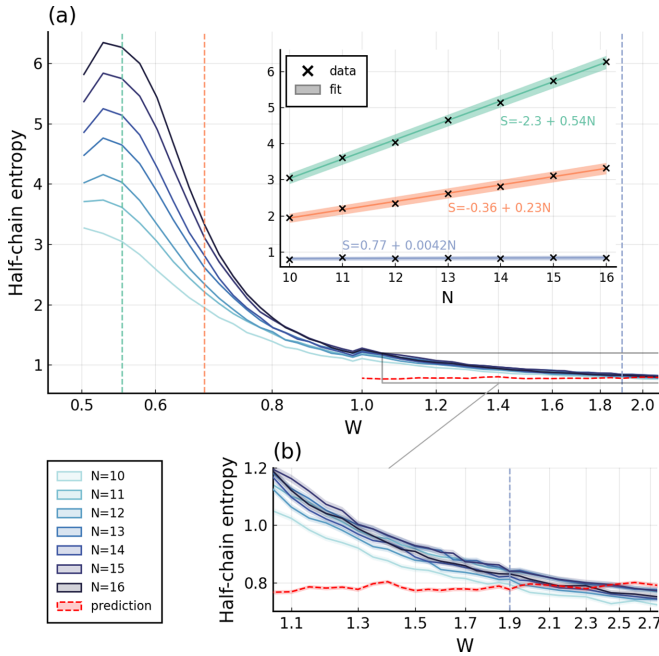 (a)
Half-chain entropy
6
5
4
3
2
1
0.5
0.6
0.8
1.0
1.2
1.4
1.6
1.8
2.0
W
data
fit
6
5
4
3
2
1
S=-2.3 + 0.54N
S=-0.36 + 0.23N
S=0.77 + 0.0042N
10
11
12
13
14
15
16
N
N=10
N=11
N=12
N=13
N=14
N=15
N=16
prediction
(b)
Half-chain entropy
1.2
1.0
0.8
1.1
1.3
1.5
1.7
1.9
2.1
2.3
2.5
2.7
W